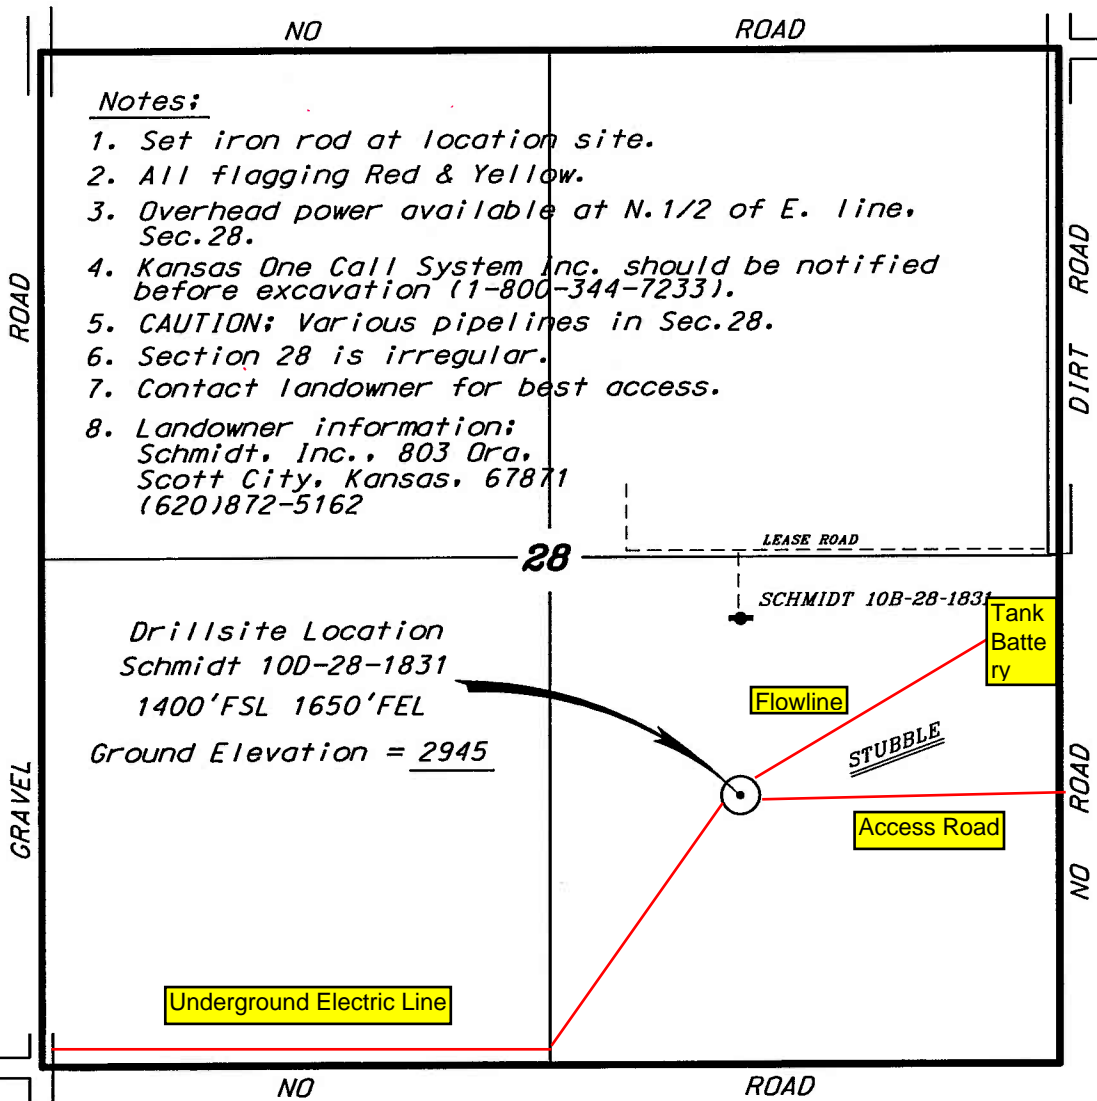 NO ROAD
Notes:
1. Set iron rod at location site.
2. All flagging Red & Yellow.
3. Overhead power available at N.1/2 of E. line,
Sec.28.
4. Kansas One Call System Inc. should be notified
before excavation (1-800-344-7233).
5. CAUTION: Various pipelines in Sec.28.
6. Section 28 is irregular.
7. Contact landowner for best access.
8. Landowner information:
Schmidt, Inc., 803 Ora,
Scott City, Kansas, 67871
(620)872-5162
GRAVEL ROAD
DIRT ROAD
LEASE ROAD
28
SCHMIDT 10B-28-1831
Tank
Batte
ry
Drillsite Location
Schmidt 10D-28-1831
1400'FSL 1650'FEL
Ground Elevation = 2945
Flowline
STUBBLE
Access Road
NO ROAD
Underground Electric Line
NO ROAD